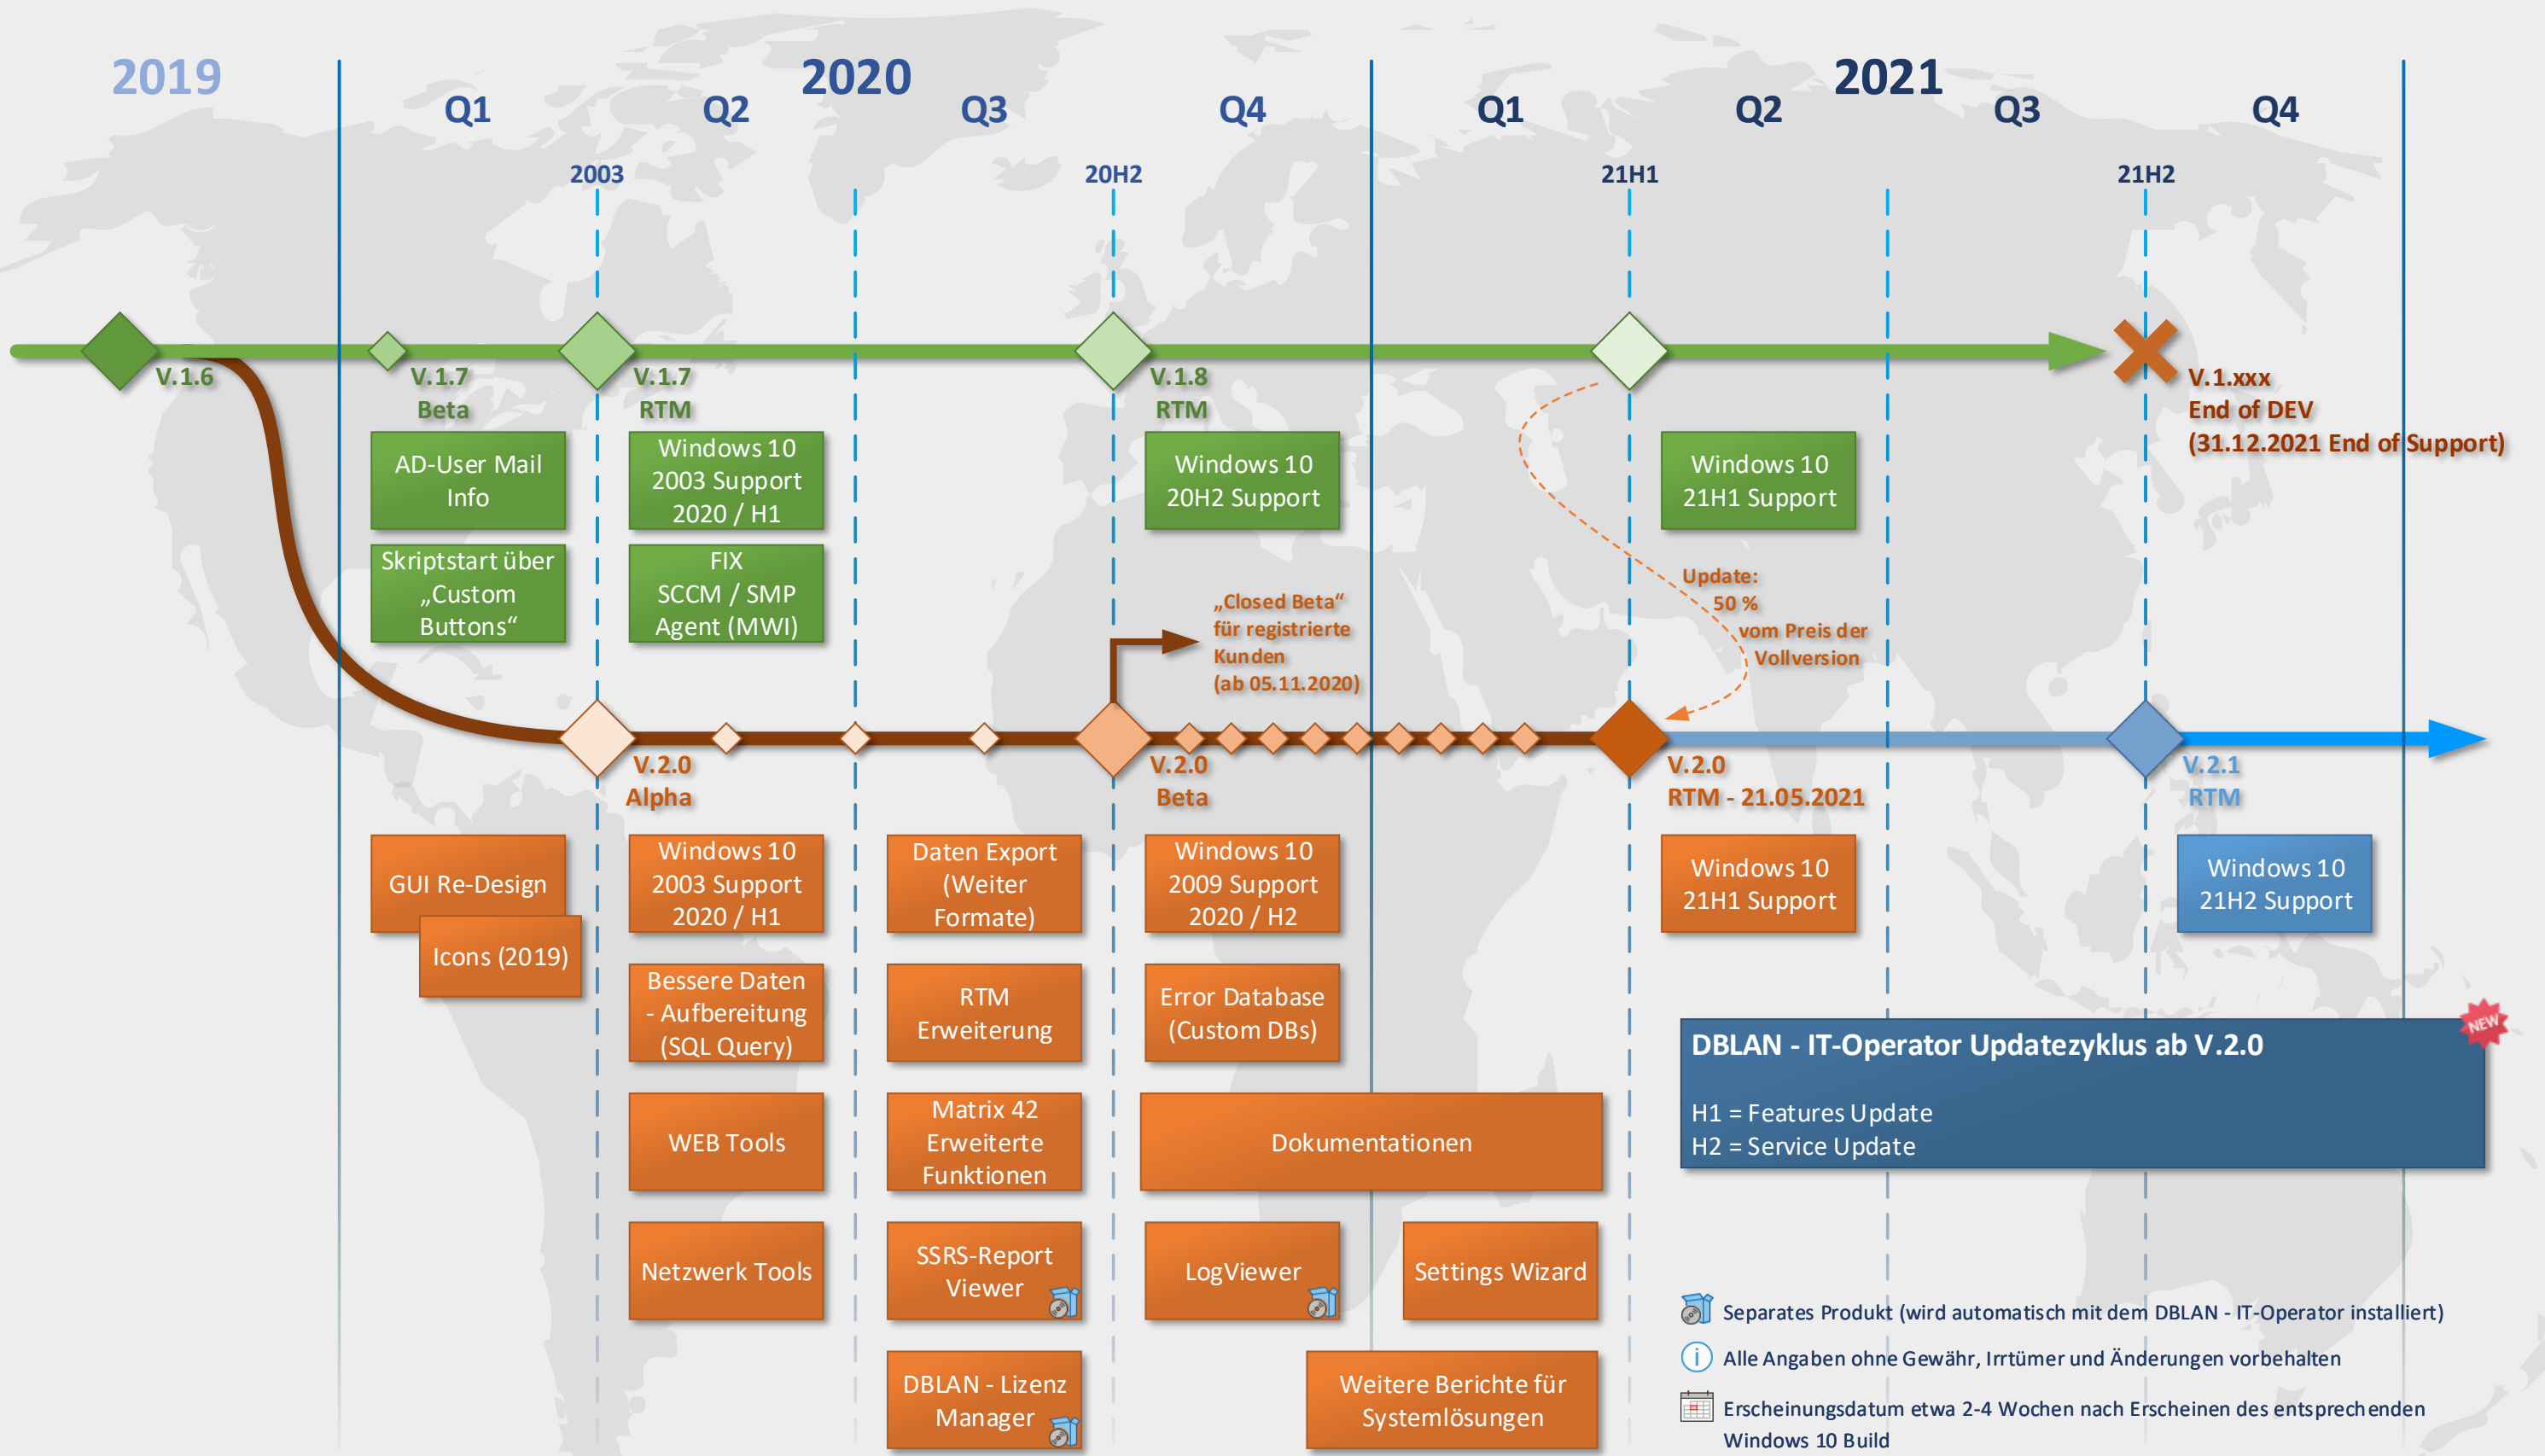 2019
2020
2021
Q1
Q2
Q3
Q4
Q1
Q2
Q3
Q4
2003
20H2
21H1
21H2
V.1.6
V.1.7
Beta
V.1.7
RTM
V.1.8
RTM
V.1.xxx
End of DEV
(31.12.2021 End of Support)
AD-User Mail
Info
Windows 10
2003 Support
2020 / H1
Windows 10
20H2 Support
Windows 10
21H1 Support
Skriptstart über
„Custom
Buttons“
FIX
SCCM / SMP
Agent (MWI)
„Closed Beta“
für registrierte
Kunden
(ab 05.11.2020)
Update:
50 %
vom Preis der
Vollversion
V.2.0
Alpha
V.2.0
Beta
V.2.0
RTM - 21.05.2021
V.2.1
RTM
GUI Re-Design
Icons (2019)
Windows 10
2003 Support
2020 / H1
Daten Export
(Weiter
Formate)
Windows 10
2009 Support
2020 / H2
Windows 10
21H1 Support
Windows 10
21H2 Support
Bessere Daten
- Aufbereitung
(SQL Query)
RTM
Erweiterung
Error Database
(Custom DBs)
WEB Tools
Matrix 42
Erweiterte
Funktionen
Dokumentationen
Netzwerk Tools
SSRS-Report
Viewer
LogViewer
Settings Wizard
DBLAN - Lizenz
Manager
Weitere Berichte für
Systemlösungen
NEW
DBLAN - IT-Operator Updatezyklus ab V.2.0
H1 = Features Update
H2 = Service Update
Separates Produkt (wird automatisch mit dem DBLAN - IT-Operator installiert)
i
Alle Angaben ohne Gewähr, Irrtümer und Änderungen vorbehalten
Erscheinungsdatum etwa 2-4 Wochen nach Erscheinen des entsprechenden
Windows 10 Build